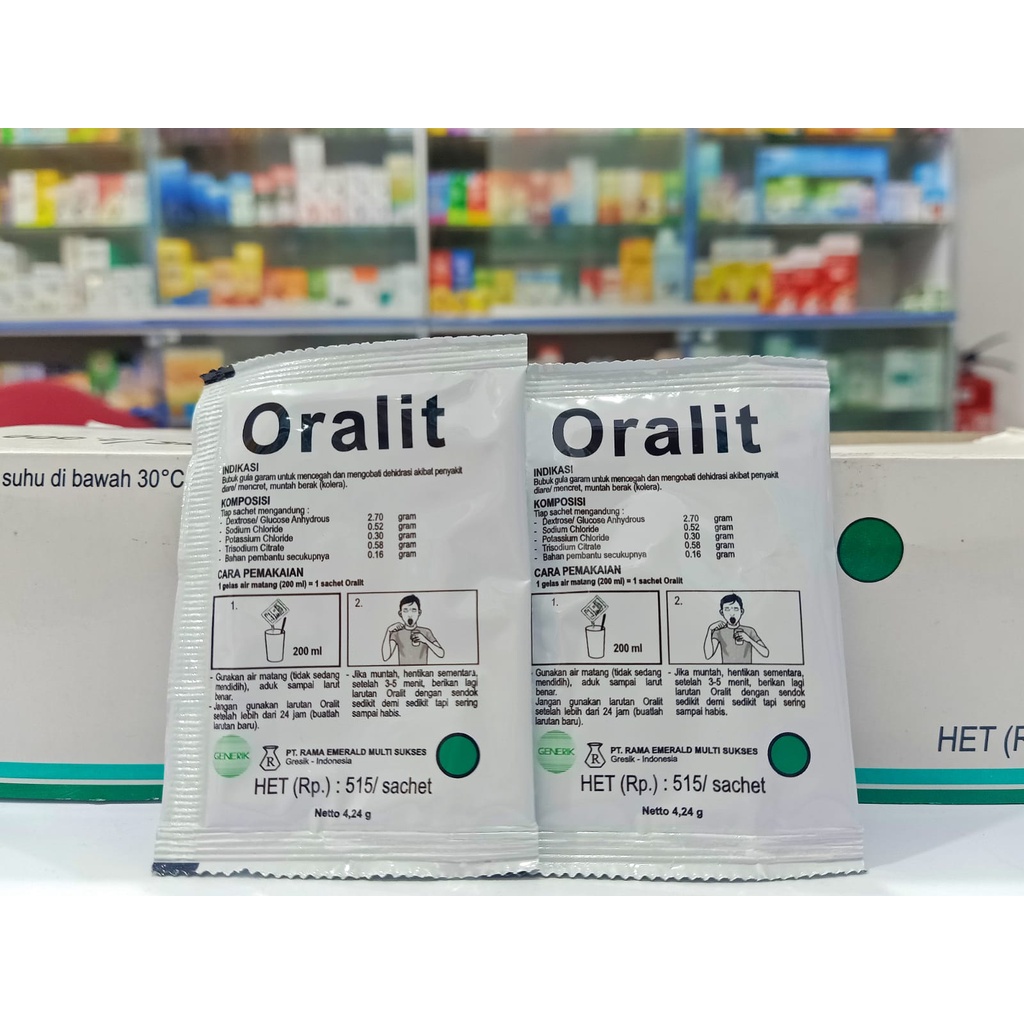 suhu di bawah 30°C
Oralit
INDIKASI
Bubuk gula garam untuk mencegah dan mengobati dehidrasi akibat penyakit
diare/ mencret, muntah berak (kolera).
KOMPOSISI
Tiap sachet mengandung :
- Dextrose/ Glucose Anhydrous 2.70 gram
- Sodium Chloride 0.52 gram
- Potassium Chloride 0.30 gram
- Trisodium Citrate 0.58 gram
- Bahan pembantu secukupnya 0.16 gram
CARA PEMAKAIAN
1 gelas air matang (200 ml) = 1 sachet Oralit
1.
200 ml
2.
- Gunakan air matang (tidak sedang
mendidih), aduk sampai larut
benar.
- Jangan gunakan larutan Oralit
setelah lebih dari 24 jam (buatlah
larutan baru).
- Jika muntah, hentikan sementara,
setelah 3-5 menit, berikan lagi
larutan Oralit dengan sendok
sedikit demi sedikit tapi sering
sampai habis.
GENERIK
R
PT. RAMA EMERALD MULTI SUKSES
Gresik - Indonesia
HET (Rp.) : 515/ sachet
Netto 4,24 g
Oralit
INDIKASI
Bubuk gula garam untuk mencegah dan mengobati dehidrasi akibat penyakit
diare/ mencret, muntah berak (kolera).
KOMPOSISI
Tiap sachet mengandung :
- Dextrose/ Glucose Anhydrous 2.70 gram
- Sodium Chloride 0.52 gram
- Potassium Chloride 0.30 gram
- Trisodium Citrate 0.58 gram
- Bahan pembantu secukupnya 0.16 gram
CARA PEMAKAIAN
1 gelas air matang (200 ml) = 1 sachet Oralit
1.
200 ml
2.
- Gunakan air matang (tidak sedang
mendidih), aduk sampai larut
benar.
- Jangan gunakan larutan Oralit
setelah lebih dari 24 jam (buatlah
larutan baru).
- Jika muntah, hentikan sementara,
setelah 3-5 menit, berikan lagi
larutan Oralit dengan sendok
sedikit demi sedikit tapi sering
sampai habis.
GENERIK
R
PT. RAMA EMERALD MULTI SUKSES
Gresik - Indonesia
HET (Rp.) : 515/ sachet
Netto 4,24 g
HET (R